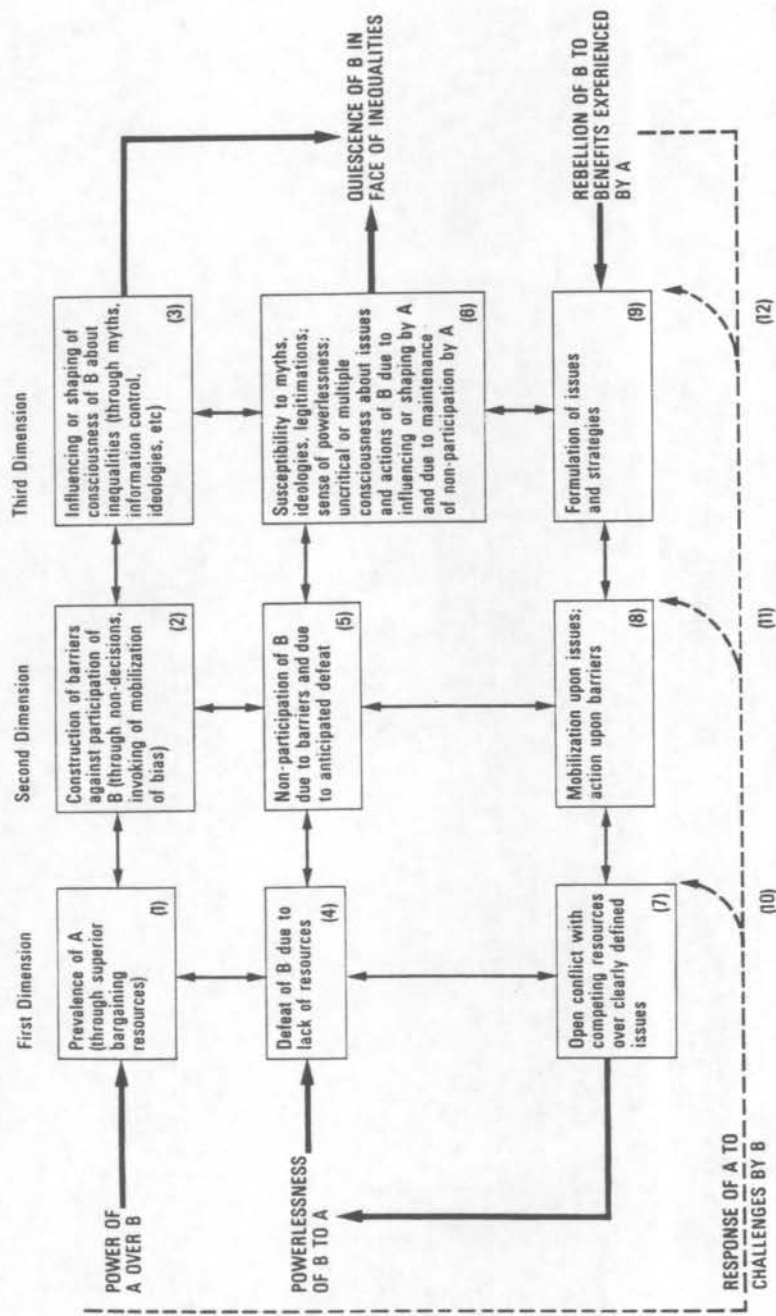 First Dimension
Second Dimension
Third Dimension
POWER OF
A OVER B
Prevalence of A
(through superior
bargaining
resources)
(1)
Construction of barriers
against participation of
B (through non-decisions,
invoking of mobilization
of bias)
(2)
Influencing or shaping of
consciousness of B about
inequalities (through myths,
information control,
ideologies, etc)
(3)
POWERLESSNESS
OF B TO A
Defeat of B due to
lack of resources
(4)
Non-participation of B
due to barriers and due
to anticipated defeat
(5)
Susceptibility to myths,
ideologies, legitimations;
sense of powerlessness;
uncritical or multiple
consciousness about issues
and actions of B due to
influencing or shaping by A
and due to maintenance
of non-participation by A
(6)
QUIESCENCE OF B IN
FACE OF INEQUALITIES
Open conflict with
competing resources
over clearly defined
issues
(7)
Mobilization upon issues;
action upon barriers
(8)
Formulation of issues
and strategies
(9)
REBELLION OF B TO
BENEFITS EXPERIENCED
BY A
RESPONSE OF A TO
CHALLENGES BY B
(10)
(11)
(12)